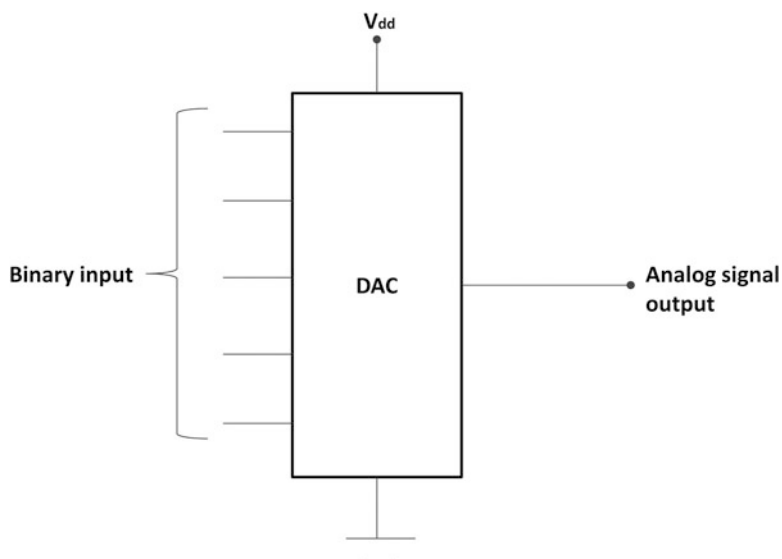 Vdd
Binary input
DAC
Analog signal
output